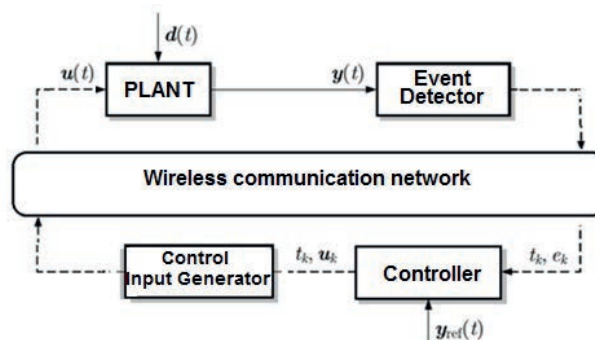 d(t)
u(t)
PLANT
y(t)
Event
Detector
Wireless communication network
Control
Input Generator
t_k, u_k
Controller
t_k, e_k
y_ref(t)